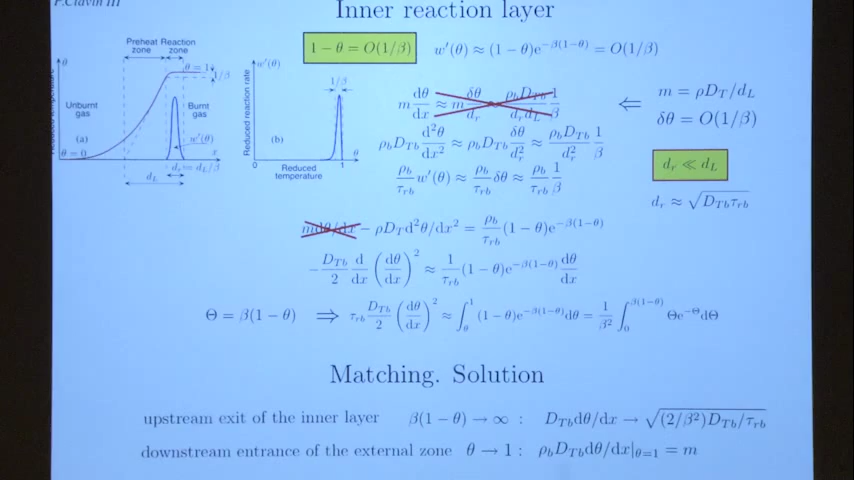 P.Clavin III
Inner reaction layer
1 − θ = O(1/β)
w′(θ) ≈ (1 − θ)e^{−β(1−θ)} = O(1/β)
Preheat Reaction
zone zone
θ = 1
1/β
Unburnt
gas
Burnt
gas
(a)
w′(θ)
θ = 0
x
d_r = d_L/β
d_L
w′(θ)
1/β
Reduced reaction rate
(b)
θ
0
1
Reduced
temperature
m dθ/dx ≈ m δθ/d_r ≈ ρ_b D_{Tb}/(d_r d_L) 1/β
⇐
m = ρD_T/d_L
δθ = O(1/β)
ρ_b D_{Tb} d²θ/dx² ≈ ρ_b D_{Tb} δθ/d_r² ≈ ρ_b D_{Tb}/d_r² 1/β
ρ_b/τ_{rb} w′(θ) ≈ ρ_b/τ_{rb} δθ ≈ ρ_b/τ_{rb} 1/β
d_r ≪ d_L
d_r ≈ √(D_{Tb}τ_{rb})
mdθ/dx − ρD_T d²θ/dx² = ρ_b/τ_{rb} (1 − θ)e^{−β(1−θ)}
−D_{Tb}/2 d/dx (dθ/dx)² ≈ 1/τ_{rb} (1 − θ)e^{−β(1−θ)} dθ/dx
Θ = β(1 − θ) ⟹ τ_{rb} D_{Tb}/2 (dθ/dx)² ≈ ∫_θ^1 (1 − θ)e^{−β(1−θ)}dθ = 1/β² ∫_0^{β(1−θ)} Θe^{−Θ}dΘ
Matching. Solution
upstream exit of the inner layer β(1 − θ) → ∞ : D_{Tb}dθ/dx → √((2/β²)D_{Tb}/τ_{rb})
downstream entrance of the external zone θ → 1 : ρ_b D_{Tb}dθ/dx|_{θ=1} = m